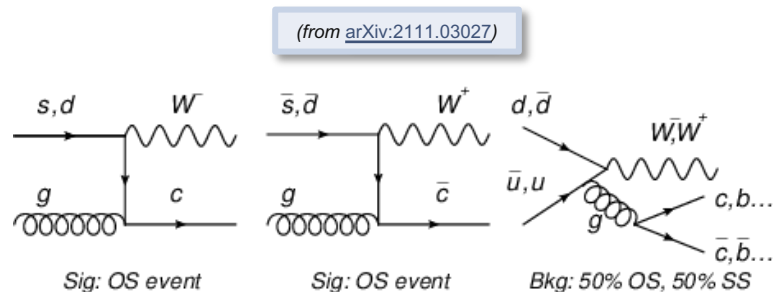 (from arXiv:2111.03027)
s,d W⁻
g c
s̄,d̄ W⁺
g c̄
d,d̄ W⁻,W⁺
ū,u c,b...
g c̄,b̄...
Sig: OS event
Sig: OS event
Bkg: 50% OS, 50% SS